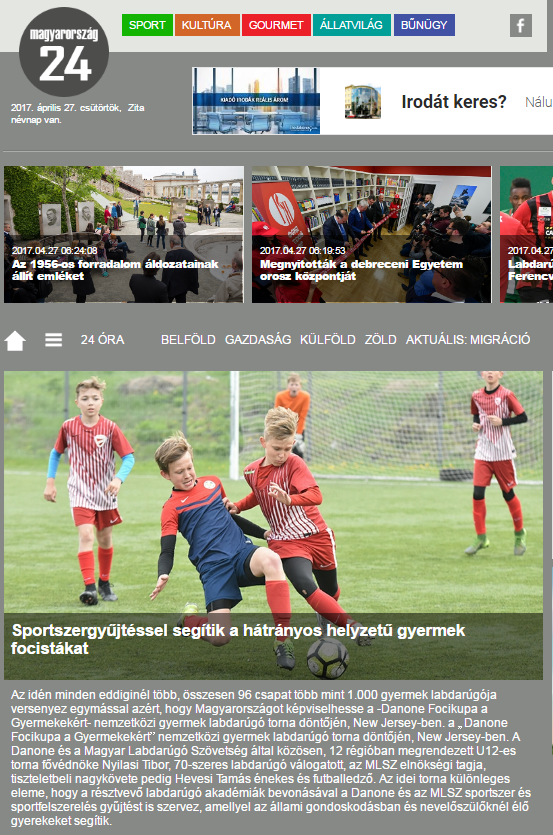 magyarország
24
SPORT KULTÚRA GOURMET ÁLLATVILÁG BŰNÜGY
f
2017. április 27. csütörtök, Zita
névnap van.
KIADÓ IRODÁK REÁLIS ÁRON!
Irodát keres? Nálu
2017.04.27 08:24:08
Az 1956-os forradalom áldozatainak
állít emléket
2017.04.27 08:19:53
Megnyitották a debreceni Egyetem
orosz központját
2017.04.27
Labdarú
Ferencv
24 ÓRA BELFÖLD GAZDASÁG KÜLFÖLD ZÖLD AKTUÁLIS: MIGRÁCIÓ
Sportszergyűjtéssel segítik a hátrányos helyzetű gyermek
focistákat
Az idén minden eddiginél több, összesen 96 csapat több mint 1.000 gyermek labdarúgója
versenyez egymással azért, hogy Magyarországot képviselhesse a -Danone Focikupa a
Gyermekekért- nemzetközi gyermek labdarúgó torna döntőjén, New Jersey-ben. a „Danone
Focikupa a Gyermekekért” nemzetközi gyermek labdarúgó torna döntőjén, New Jersey-ben. A
Danone és a Magyar Labdarúgó Szövetség által közösen, 12 régióban megrendezett U12-es
torna fővédnöke Nyilasi Tibor, 70-szeres labdarúgó válogatott, az MLSZ elnökségi tagja,
tiszteletbeli nagykövete pedig Hevesi Tamás énekes és futballedző. Az idei torna különleges
eleme, hogy a résztvevő labdarúgó akadémiák bevonásával a Danone és az MLSZ sportszer és
sportfelszerelés gyűjtést is szervez, amellyel az állami gondoskodásban és nevelőszülőknél élő
gyerekeket segítik.